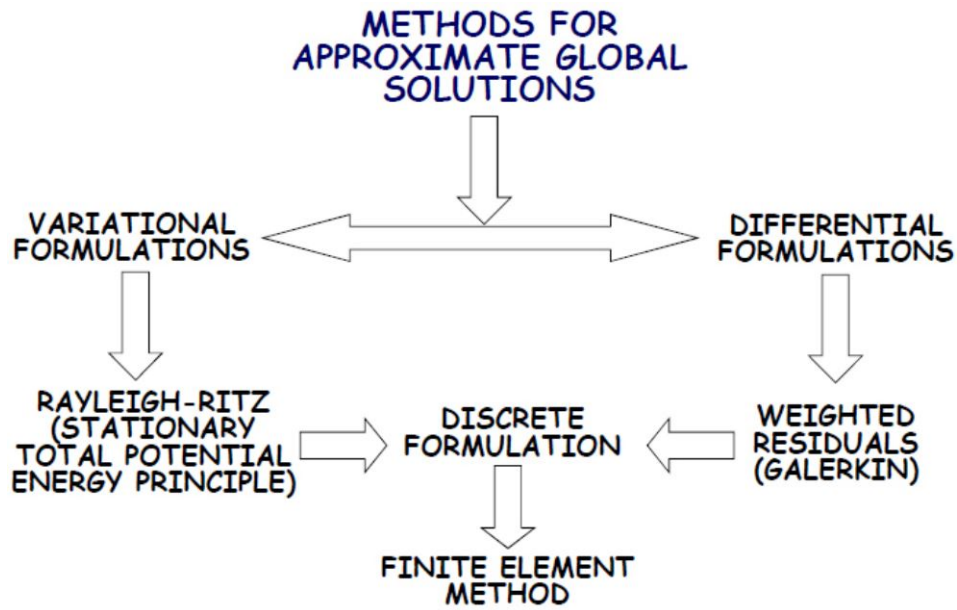 METHODS FOR
APPROXIMATE GLOBAL
SOLUTIONS
VARIATIONAL
FORMULATIONS
DIFFERENTIAL
FORMULATIONS
RAYLEIGH-RITZ
(STATIONARY
TOTAL POTENTIAL
ENERGY PRINCIPLE)
DISCRETE
FORMULATION
WEIGHTED
RESIDUALS
(GALERKIN)
FINITE ELEMENT
METHOD